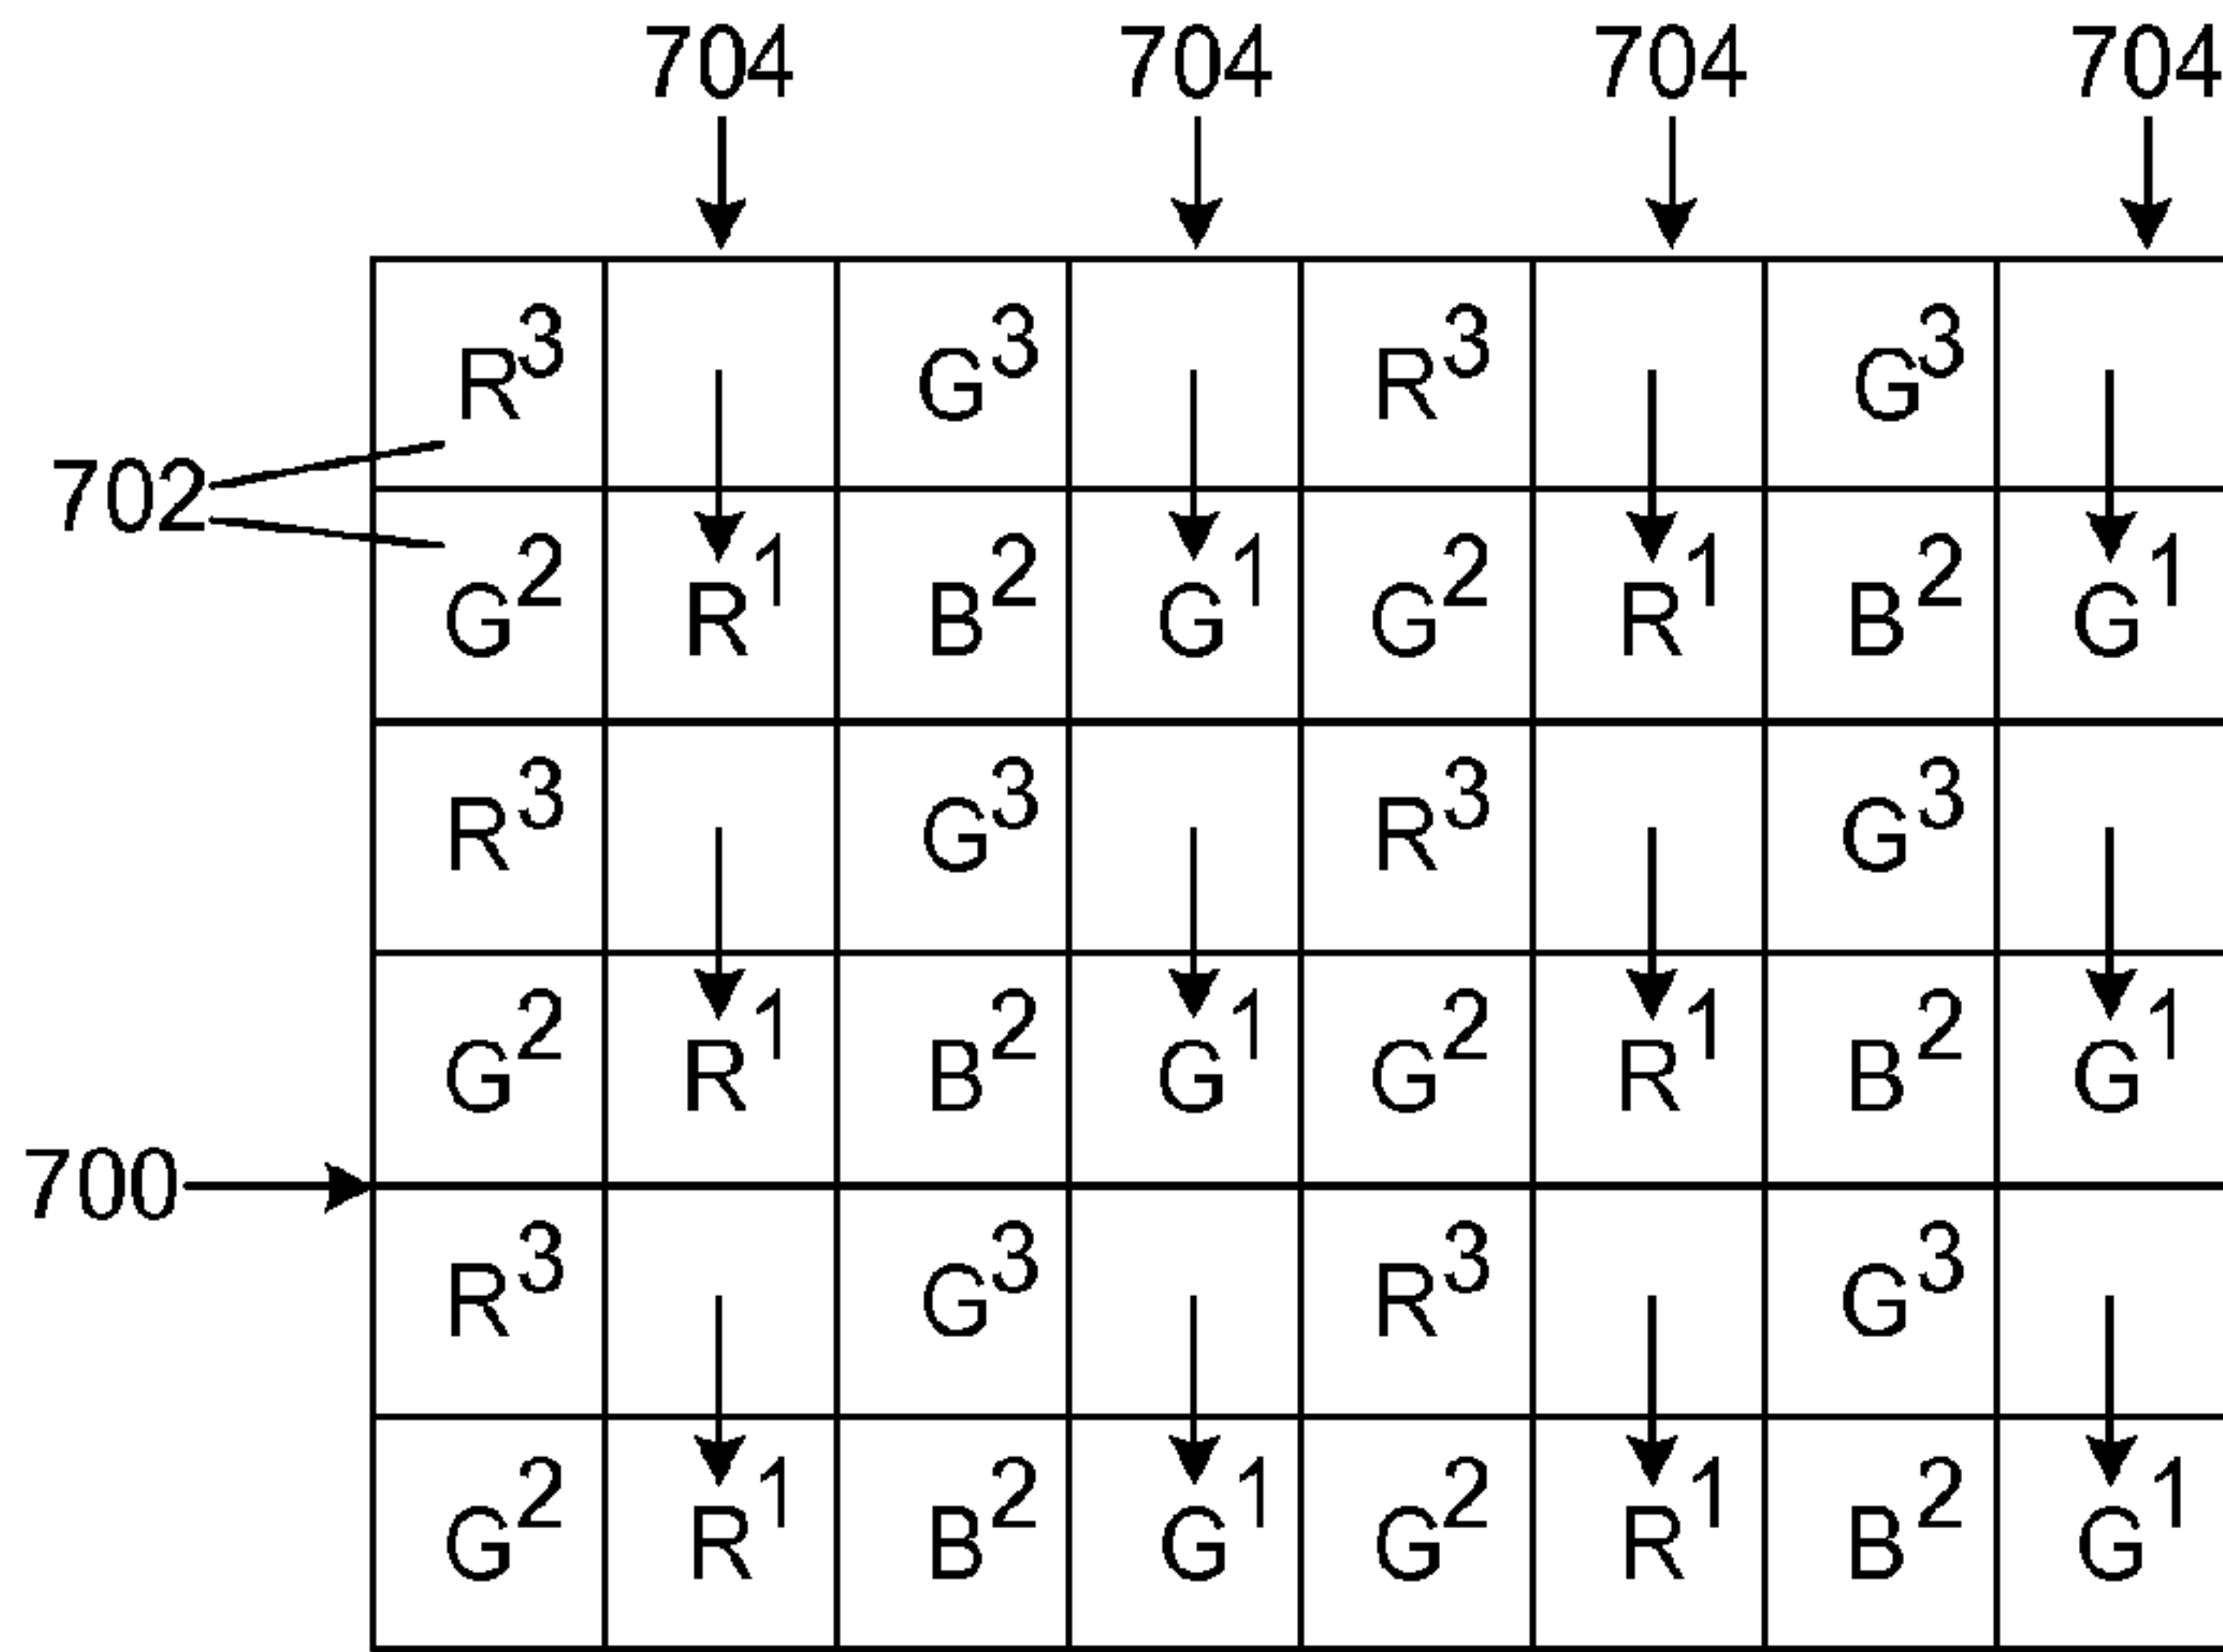 704 704 704 704
R³ G³ R³ G³
702
G² R¹ B² G¹ G² R¹ B² G¹
R³ G³ R³ G³
G² R¹ B² G¹ G² R¹ B² G¹
700
R³ G³ R³ G³
G² R¹ B² G¹ G² R¹ B² G¹